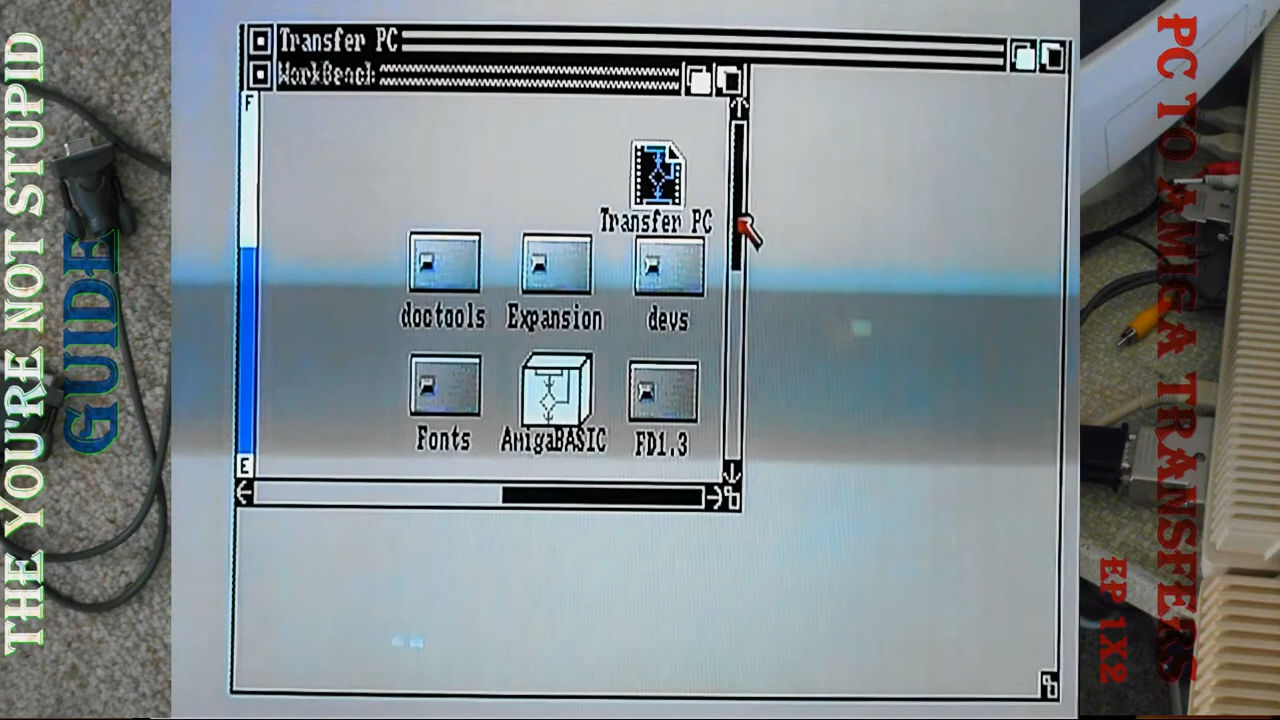 THE YOU'RE NOT STUPID
GUIDE
Transfer PC
WorkBench
F
Transfer PC
doctools Expansion devs
Fonts AmigaBASIC FD1.3
E
PC TO AMIGA TRANSFERS
EP 1X2